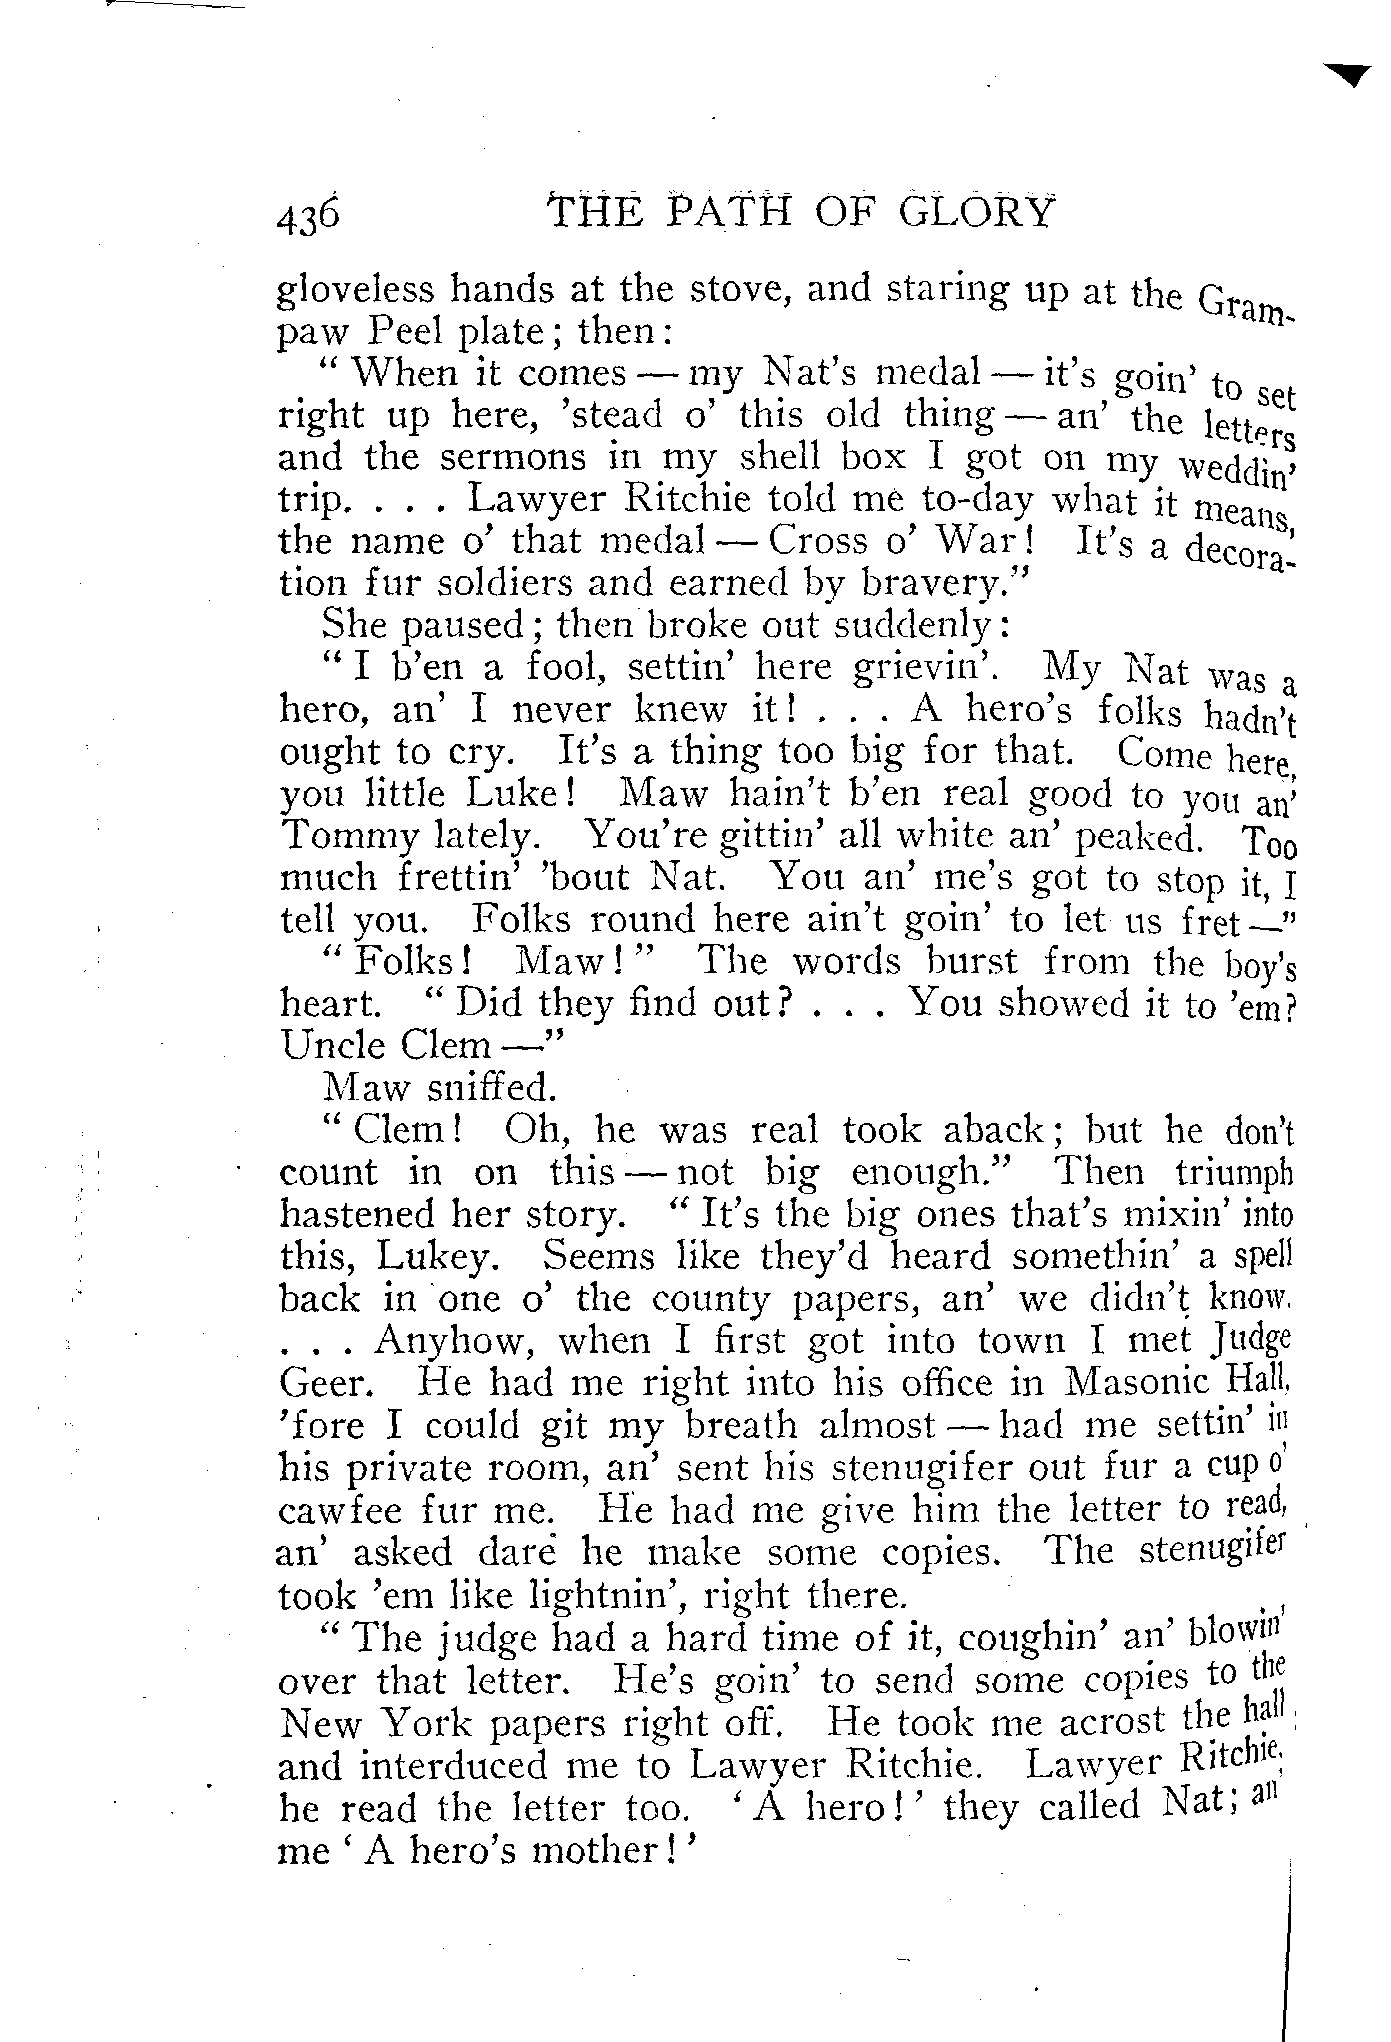 436 THE PATH OF GLORY
gloveless hands at the stove, and staring up at the Gram-
paw Peel plate; then:
“ When it comes — my Nat's medal — it's goin' to set
right up here, 'stead o' this old thing — an' the letters
and the sermons in my shell box I got on my weddin'
trip. . . . Lawyer Ritchie told me to-day what it means,
the name o' that medal — Cross o' War! It's a decora-
tion fur soldiers and earned by bravery.”
She paused; then broke out suddenly:
“ I b'en a fool, settin' here grievin'. My Nat was a
hero, an' I never knew it! . . . A hero's folks hadn't
ought to cry. It's a thing too big for that. Come here,
you little Luke! Maw hain't b'en real good to you an'
Tommy lately. You're gittin' all white an' peaked. Too
much frettin' 'bout Nat. You an' me's got to stop it, I
tell you. Folks round here ain't goin' to let us fret —”
“ Folks! Maw! ” The words burst from the boy's
heart. “ Did they find out? . . . You showed it to 'em?
Uncle Clem —”
Maw sniffed.
“ Clem! Oh, he was real took aback; but he don't
count in on this — not big enough.” Then triumph
hastened her story. “ It's the big ones that's mixin' into
this, Lukey. Seems like they'd heard somethin' a spell
back in one o' the county papers, an' we didn't know.
. . . Anyhow, when I first got into town I met Judge
Geer. He had me right into his office in Masonic Hall,
'fore I could git my breath almost — had me settin' in
his private room, an' sent his stenugifer out fur a cup o'
cawfee fur me. He had me give him the letter to read,
an' asked dare he make some copies. The stenugifer
took 'em like lightnin', right there.
“ The judge had a hard time of it, coughin' an' blowin'
over that letter. He's goin' to send some copies to the
New York papers right off. He took me acrost the hall
and interduced me to Lawyer Ritchie. Lawyer Ritchie,
he read the letter too. ‘ A hero! ’ they called Nat; an'
me ‘ A hero's mother! ’